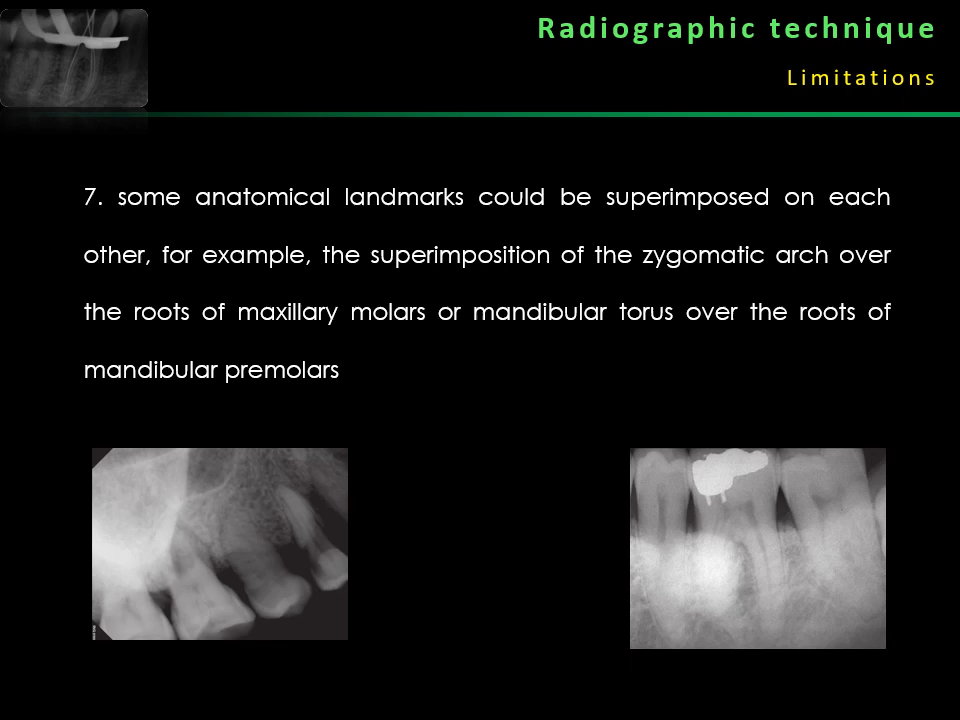 Radiographic technique
Limitations
7. some anatomical landmarks could be superimposed on each
other, for example, the superimposition of the zygomatic arch over
the roots of maxillary molars or mandibular torus over the roots of
mandibular premolars